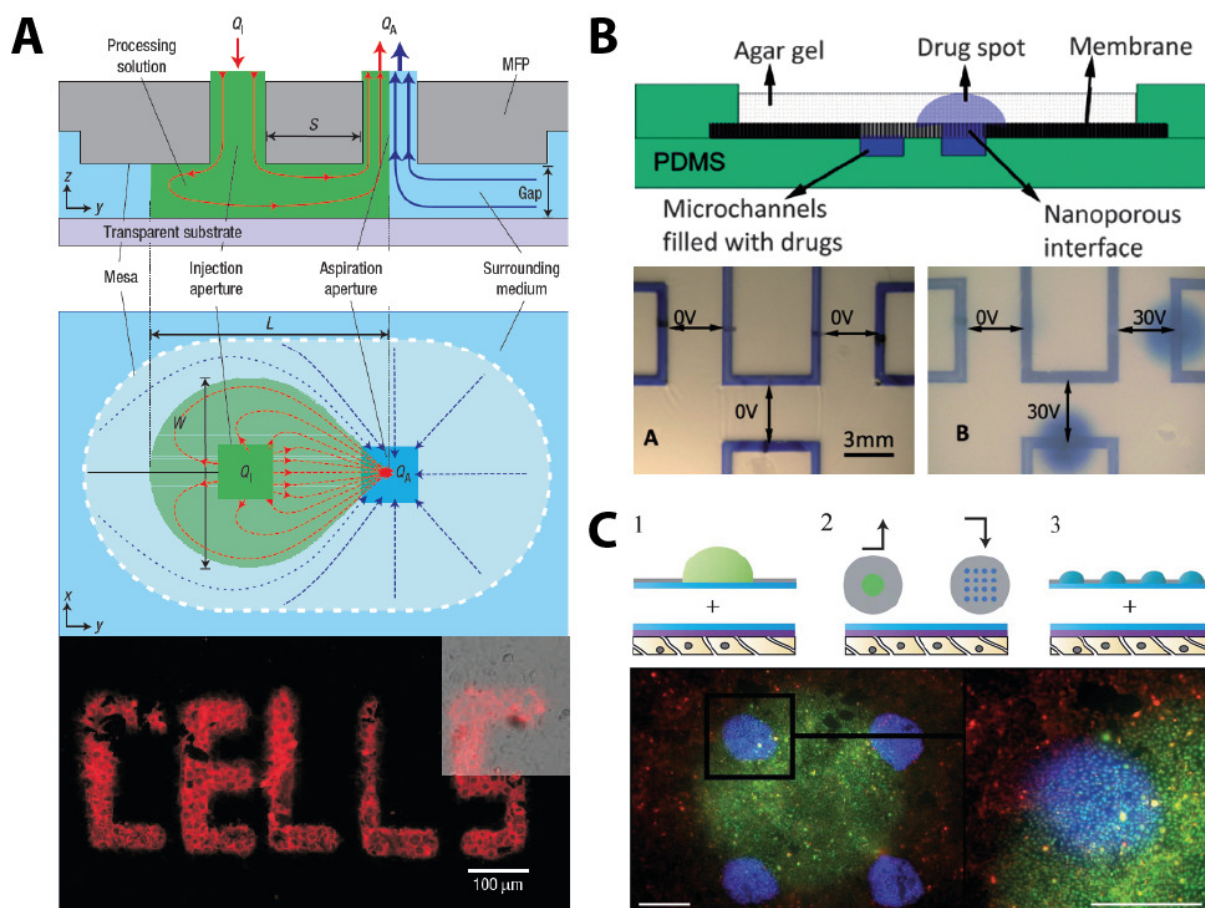 A
Q_I
Q_A
Processing
solution
MFP
S
z
y
Gap
Transparent substrate
Mesa
Injection
aperture
Aspiration
aperture
Surrounding
medium
L
W
Q_I
Q_A
x
y
100 μm
B
Agar gel
Drug spot
Membrane
PDMS
Microchannels
filled with drugs
Nanoporous
interface
0V
0V
0V
A
3mm
0V
30V
30V
B
C
1
2
3
+
+